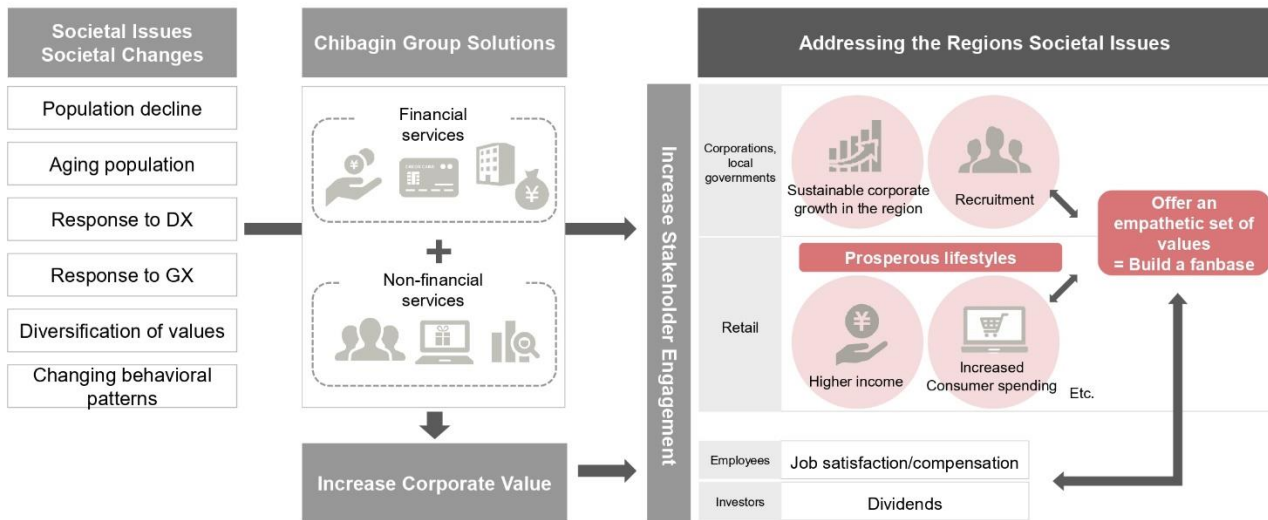 Societal Issues
Societal Changes
Population decline
Aging population
Response to DX
Response to GX
Diversification of values
Changing behavioral
patterns
Chibagin Group Solutions
Financial
services
CREDIT CARD
¥
¥
+
Non-financial
services
Increase Corporate Value
Increase Stakeholder Engagement
Addressing the Regions Societal Issues
Corporations,
local
governments
Sustainable corporate
growth in the region
Recruitment
Retail
Prosperous lifestyles
¥
Higher income
Increased
Consumer spending
Etc.
Offer an
empathetic set of
values
= Build a fanbase
Employees
Job satisfaction/compensation
Investors
Dividends